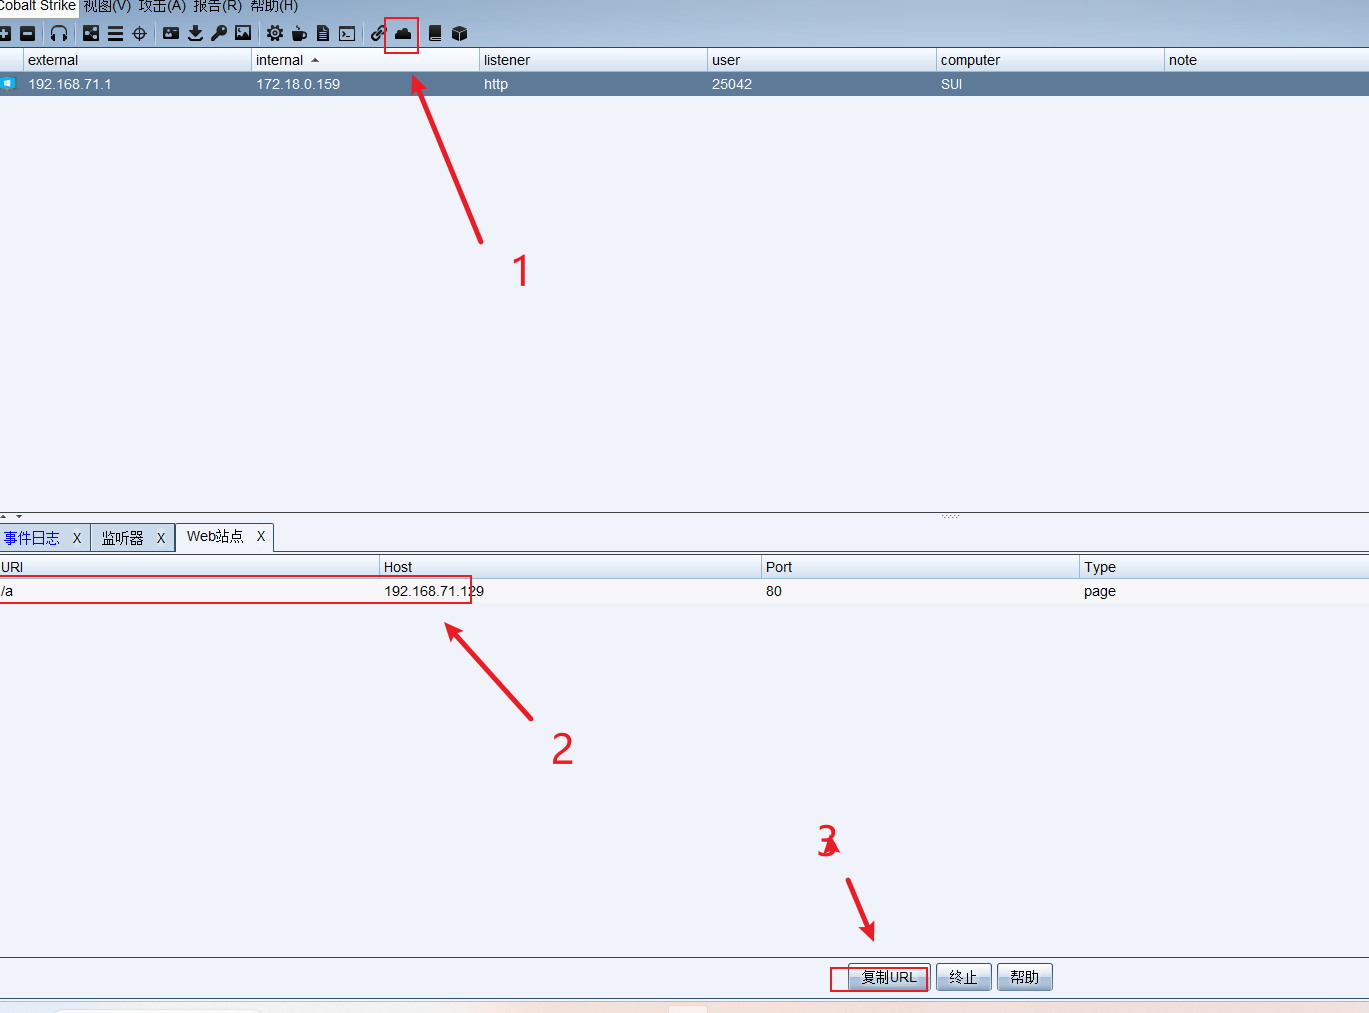 Cobalt Strike 视图(V) 攻击(A) 报告(R) 帮助(H)
external internal listener user computer note
192.168.71.1 172.18.0.159 http 25042 SUI
1
事件日志 X 监听器 X Web站点 X
URI Host Port Type
/a 192.168.71.129 80 page
2
3
复制URL 终止 帮助